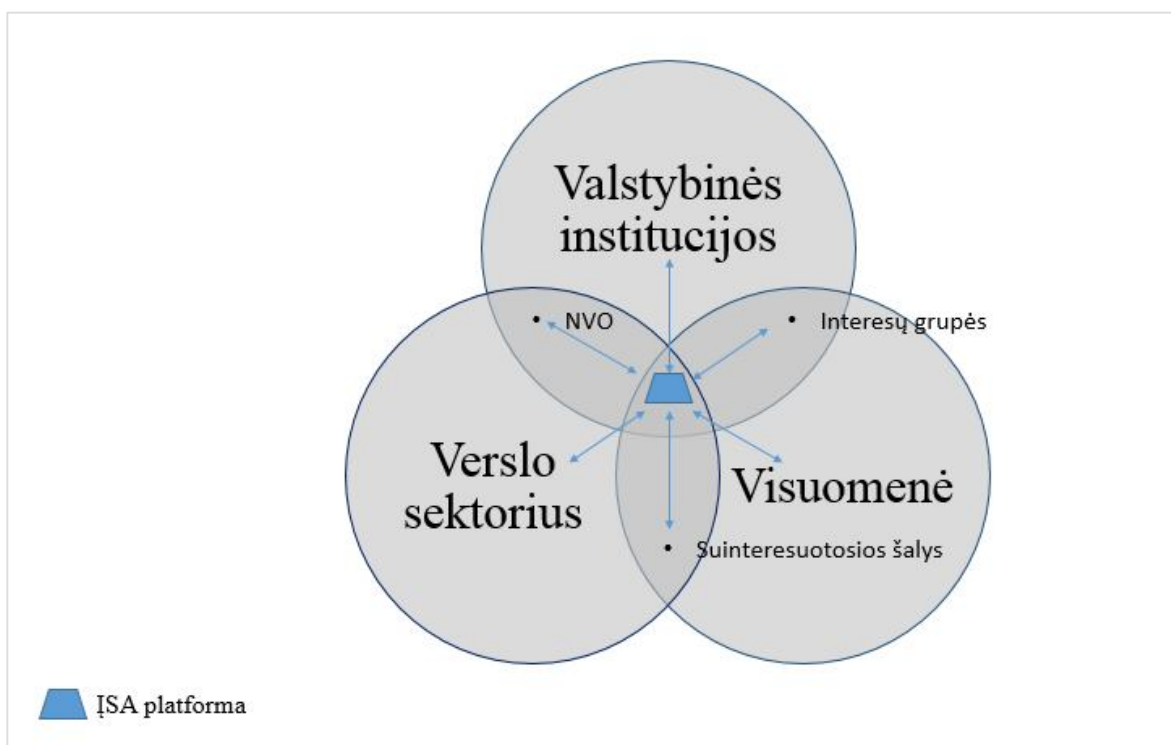 Valstybinės
institucijos
• NVO
• Interesų grupės
Verslo
sektorius
Visuomenė
• Suinteresuotosios šalys
ĮSA platforma